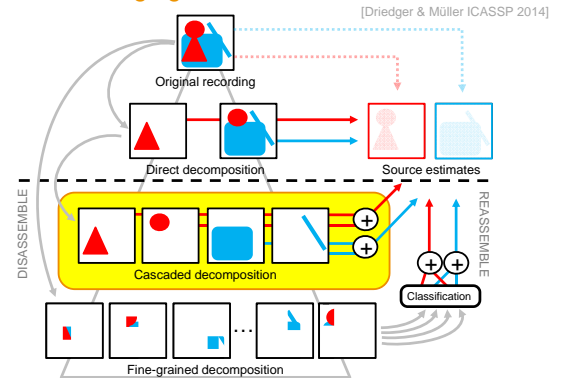 [Driedger & Müller ICASSP 2014]
Original recording
Direct decomposition
Source estimates
DISASSEMBLE
REASSEMBLE
+
+
Cascaded decomposition
+ +
Classification
...
Fine-grained decomposition